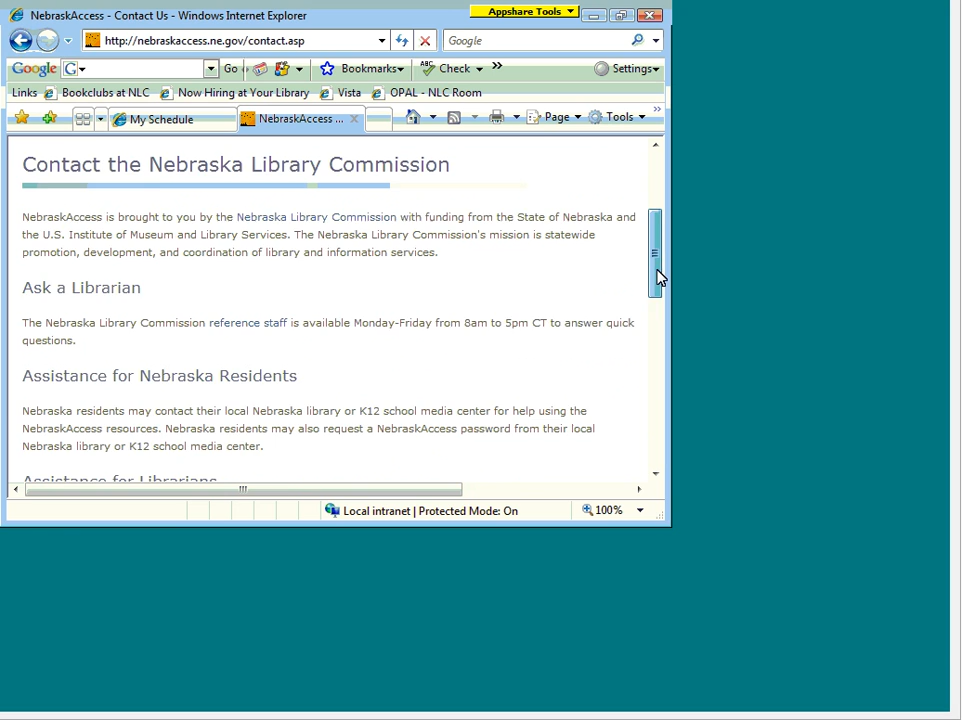 NebraskAccess - Contact Us - Windows Internet Explorer
Appshare Tools
http://nebraskaccess.ne.gov/contact.asp
Google
Google G Go Bookmarks ABC Check » Settings
Links Bookclubs at NLC Now Hiring at Your Library Vista OPAL - NLC Room
My Schedule NebraskAccess ... Page Tools »
Contact the Nebraska Library Commission
NebraskAccess is brought to you by the Nebraska Library Commission with funding from the State of Nebraska and
the U.S. Institute of Museum and Library Services. The Nebraska Library Commission's mission is statewide
promotion, development, and coordination of library and information services.
Ask a Librarian
The Nebraska Library Commission reference staff is available Monday-Friday from 8am to 5pm CT to answer quick
questions.
Assistance for Nebraska Residents
Nebraska residents may contact their local Nebraska library or K12 school media center for help using the
NebraskAccess resources. Nebraska residents may also request a NebraskAccess password from their local
Nebraska library or K12 school media center.
Assistance for Librarians
Local intranet | Protected Mode: On
100%